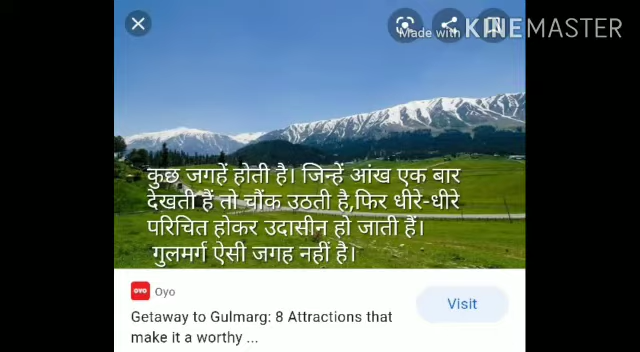 Made with KINEMASTER
कुछ जगहें होती है। जिन्हें आंख एक बार
देखती हैं तो चौंक उठती है,फिर धीरे-धीरे
परिचित होकर उदासीन हो जाती हैं।
गुलमर्ग ऐसी जगह नहीं है।
OYO Oyo
Getaway to Gulmarg: 8 Attractions that
make it a worthy ...
Visit